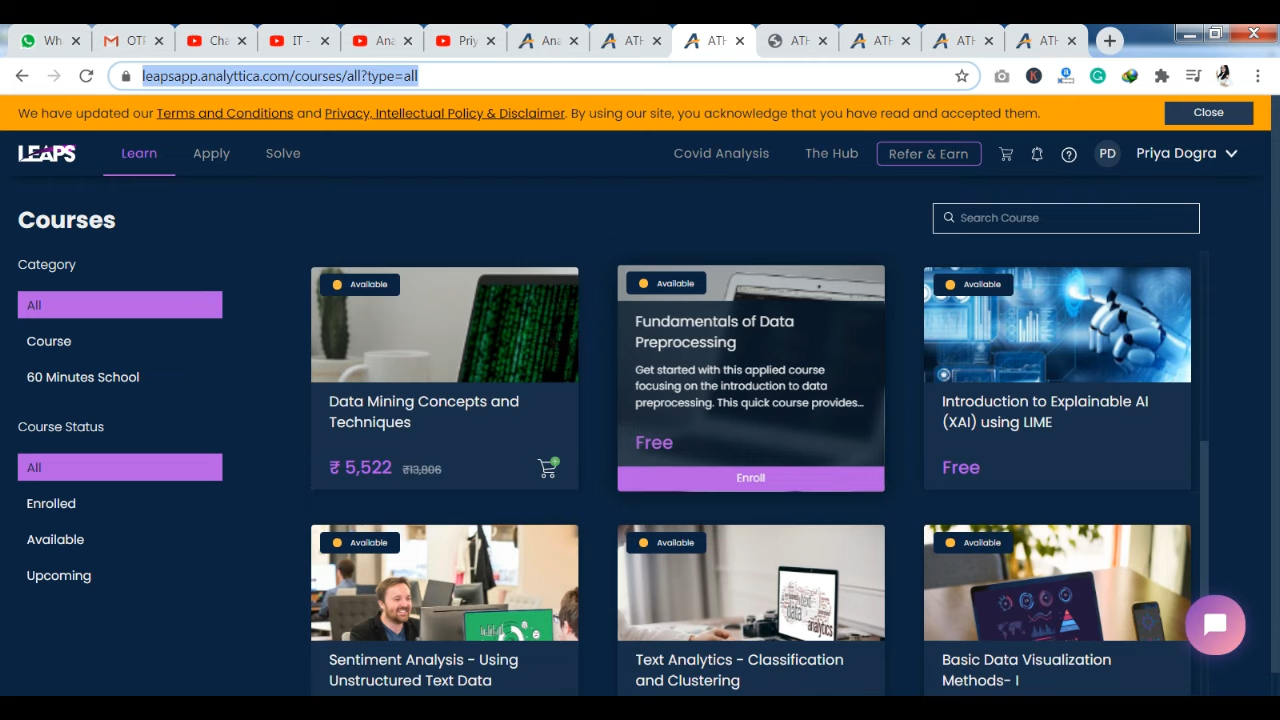 Wh
OTF
Cha
IT -
Ana
Priy
Ana
ATH
ATH
ATH
ATH
ATH
ATH
leapsapp.analyttica.com/courses/all?type=all
We have updated our Terms and Conditions and Privacy, Intellectual Policy & Disclaimer. By using our site, you acknowledge that you have read and accepted them.
Close
LEAPS
Learn
Apply
Solve
Covid Analysis
The Hub
Refer & Earn
PD
Priya Dogra
Courses
Search Course
Category
All
Course
60 Minutes School
Course Status
All
Enrolled
Available
Upcoming
Available
Data Mining Concepts and
Techniques
₹ 5,522 ₹13,806
Available
Fundamentals of Data
Preprocessing
Get started with this applied course
focusing on the introduction to data
preprocessing. This quick course provides...
Free
Enroll
Available
Introduction to Explainable AI
(XAI) using LIME
Free
Available
Sentiment Analysis - Using
Unstructured Text Data
Available
text
data
analytics
Text Analytics - Classification
and Clustering
Available
Basic Data Visualization
Methods- I